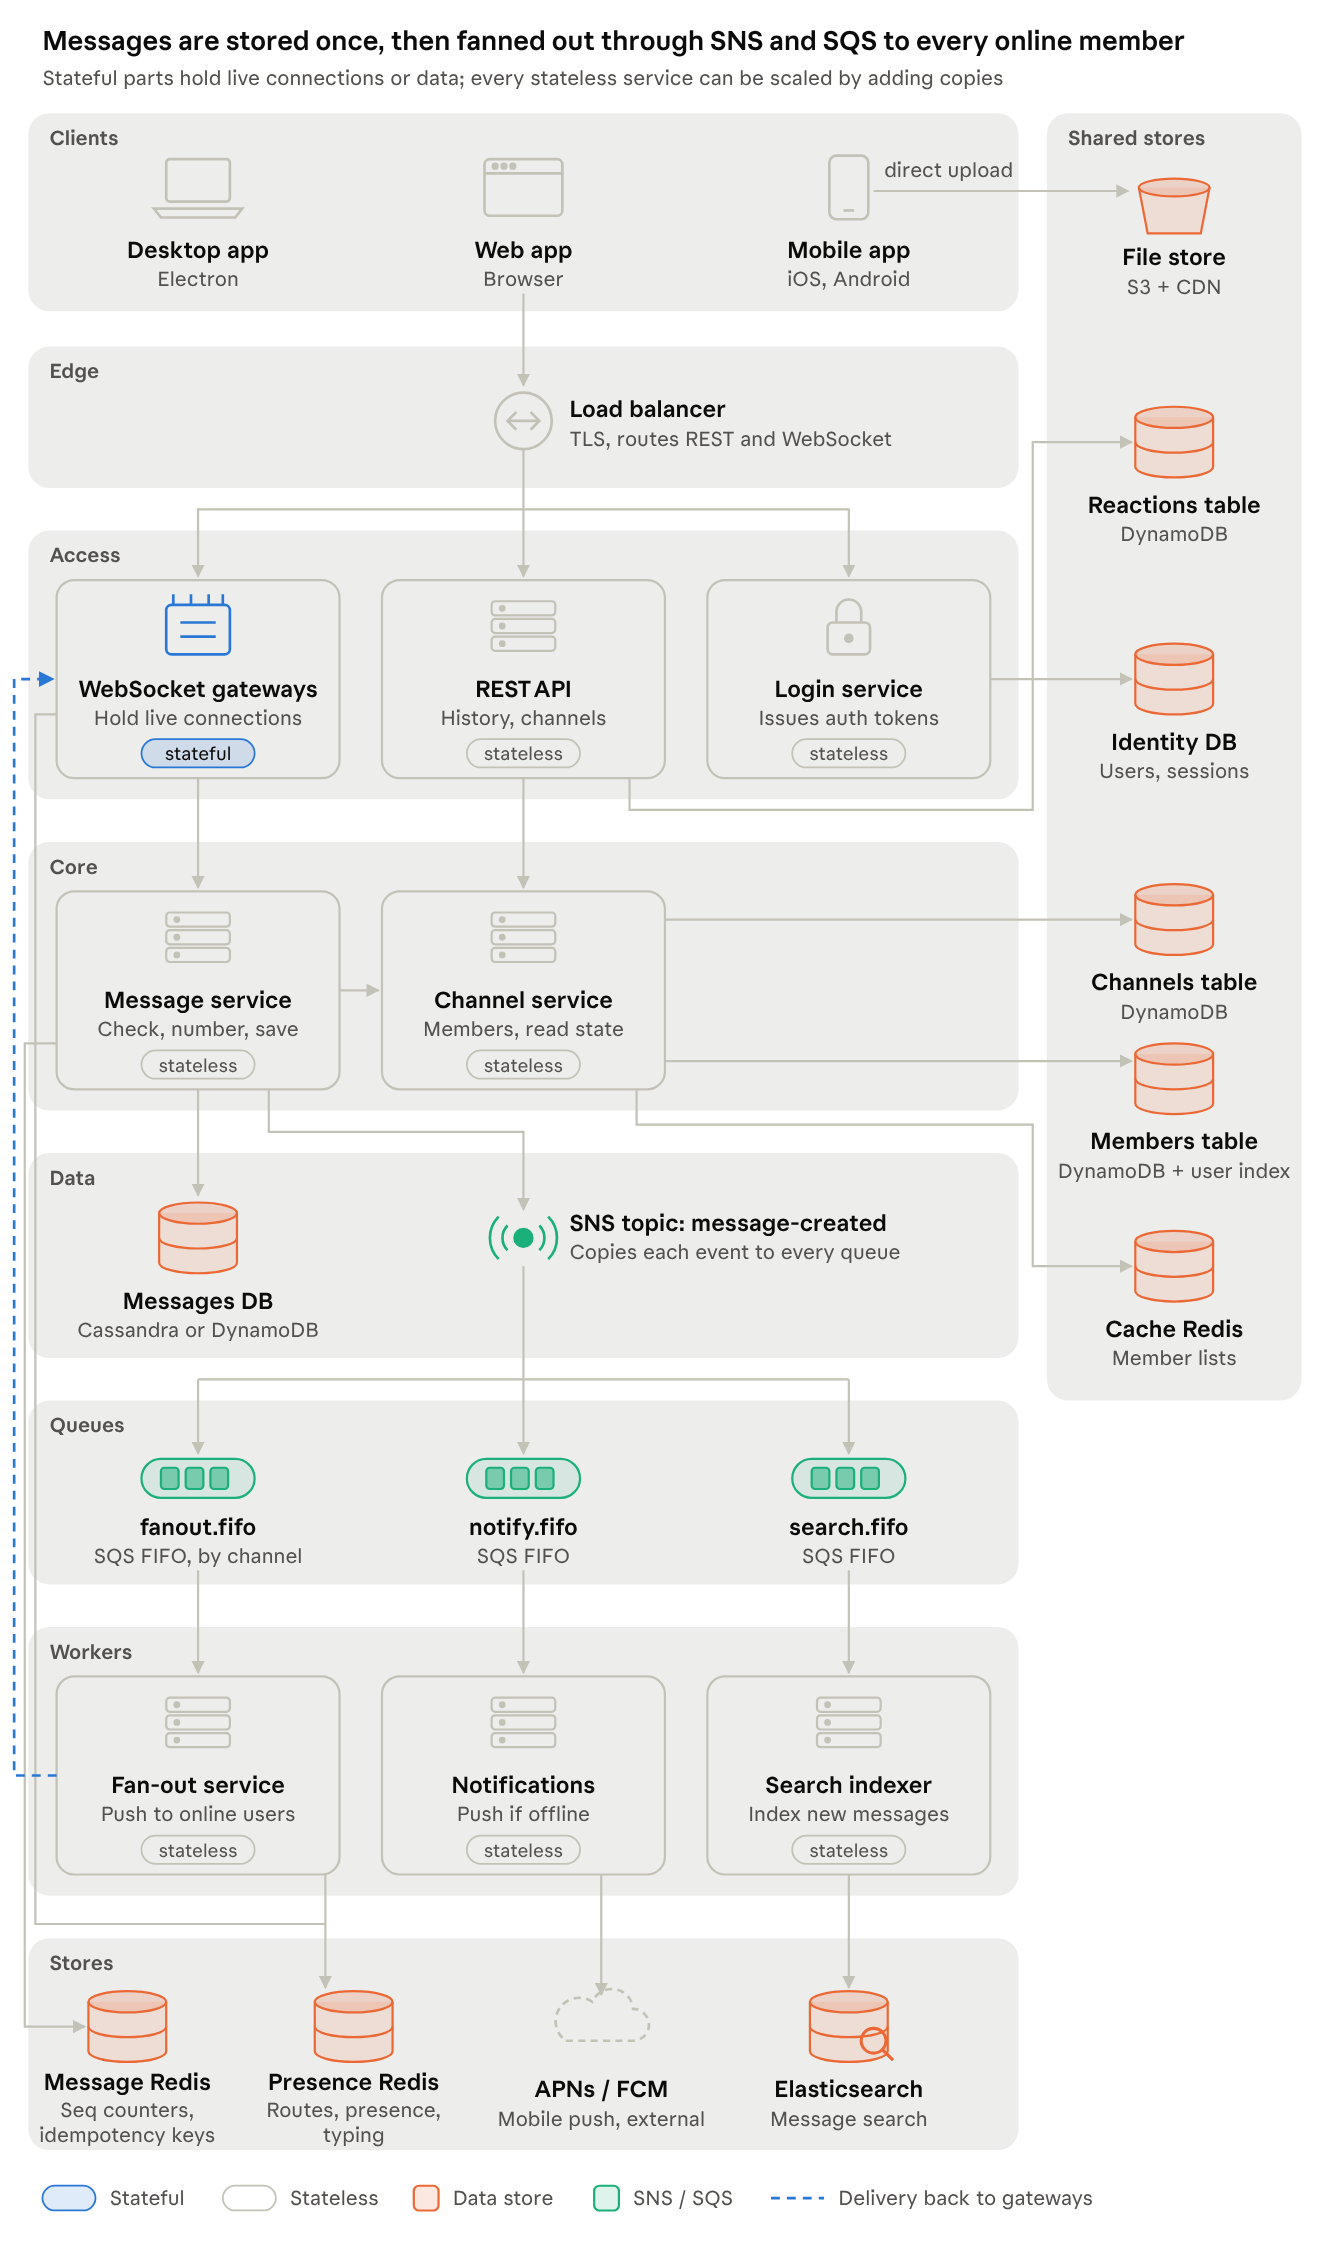 Messages are stored once, then fanned out through SNS and SQS to every online member
Stateful parts hold live connections or data; every stateless service can be scaled by adding copies
Clients
Desktop app
Electron
Web app
Browser
Mobile app
iOS, Android
direct upload
Shared stores
File store
S3 + CDN
Edge
Load balancer
TLS, routes REST and WebSocket
Reactions table
DynamoDB
Access
WebSocket gateways
Hold live connections
stateful
REST API
History, channels
stateless
Login service
Issues auth tokens
stateless
Identity DB
Users, sessions
Core
Message service
Check, number, save
stateless
Channel service
Members, read state
stateless
Channels table
DynamoDB
Members table
DynamoDB + user index
Data
Messages DB
Cassandra or DynamoDB
SNS topic: message-created
Copies each event to every queue
Cache Redis
Member lists
Queues
fanout.fifo
SQS FIFO, by channel
notify.fifo
SQS FIFO
search.fifo
SQS FIFO
Workers
Fan-out service
Push to online users
stateless
Notifications
Push if offline
stateless
Search indexer
Index new messages
stateless
Stores
Message Redis
Seq counters,
idempotency keys
Presence Redis
Routes, presence,
typing
APNs / FCM
Mobile push, external
Elasticsearch
Message search
Stateful
Stateless
Data store
SNS / SQS
Delivery back to gateways